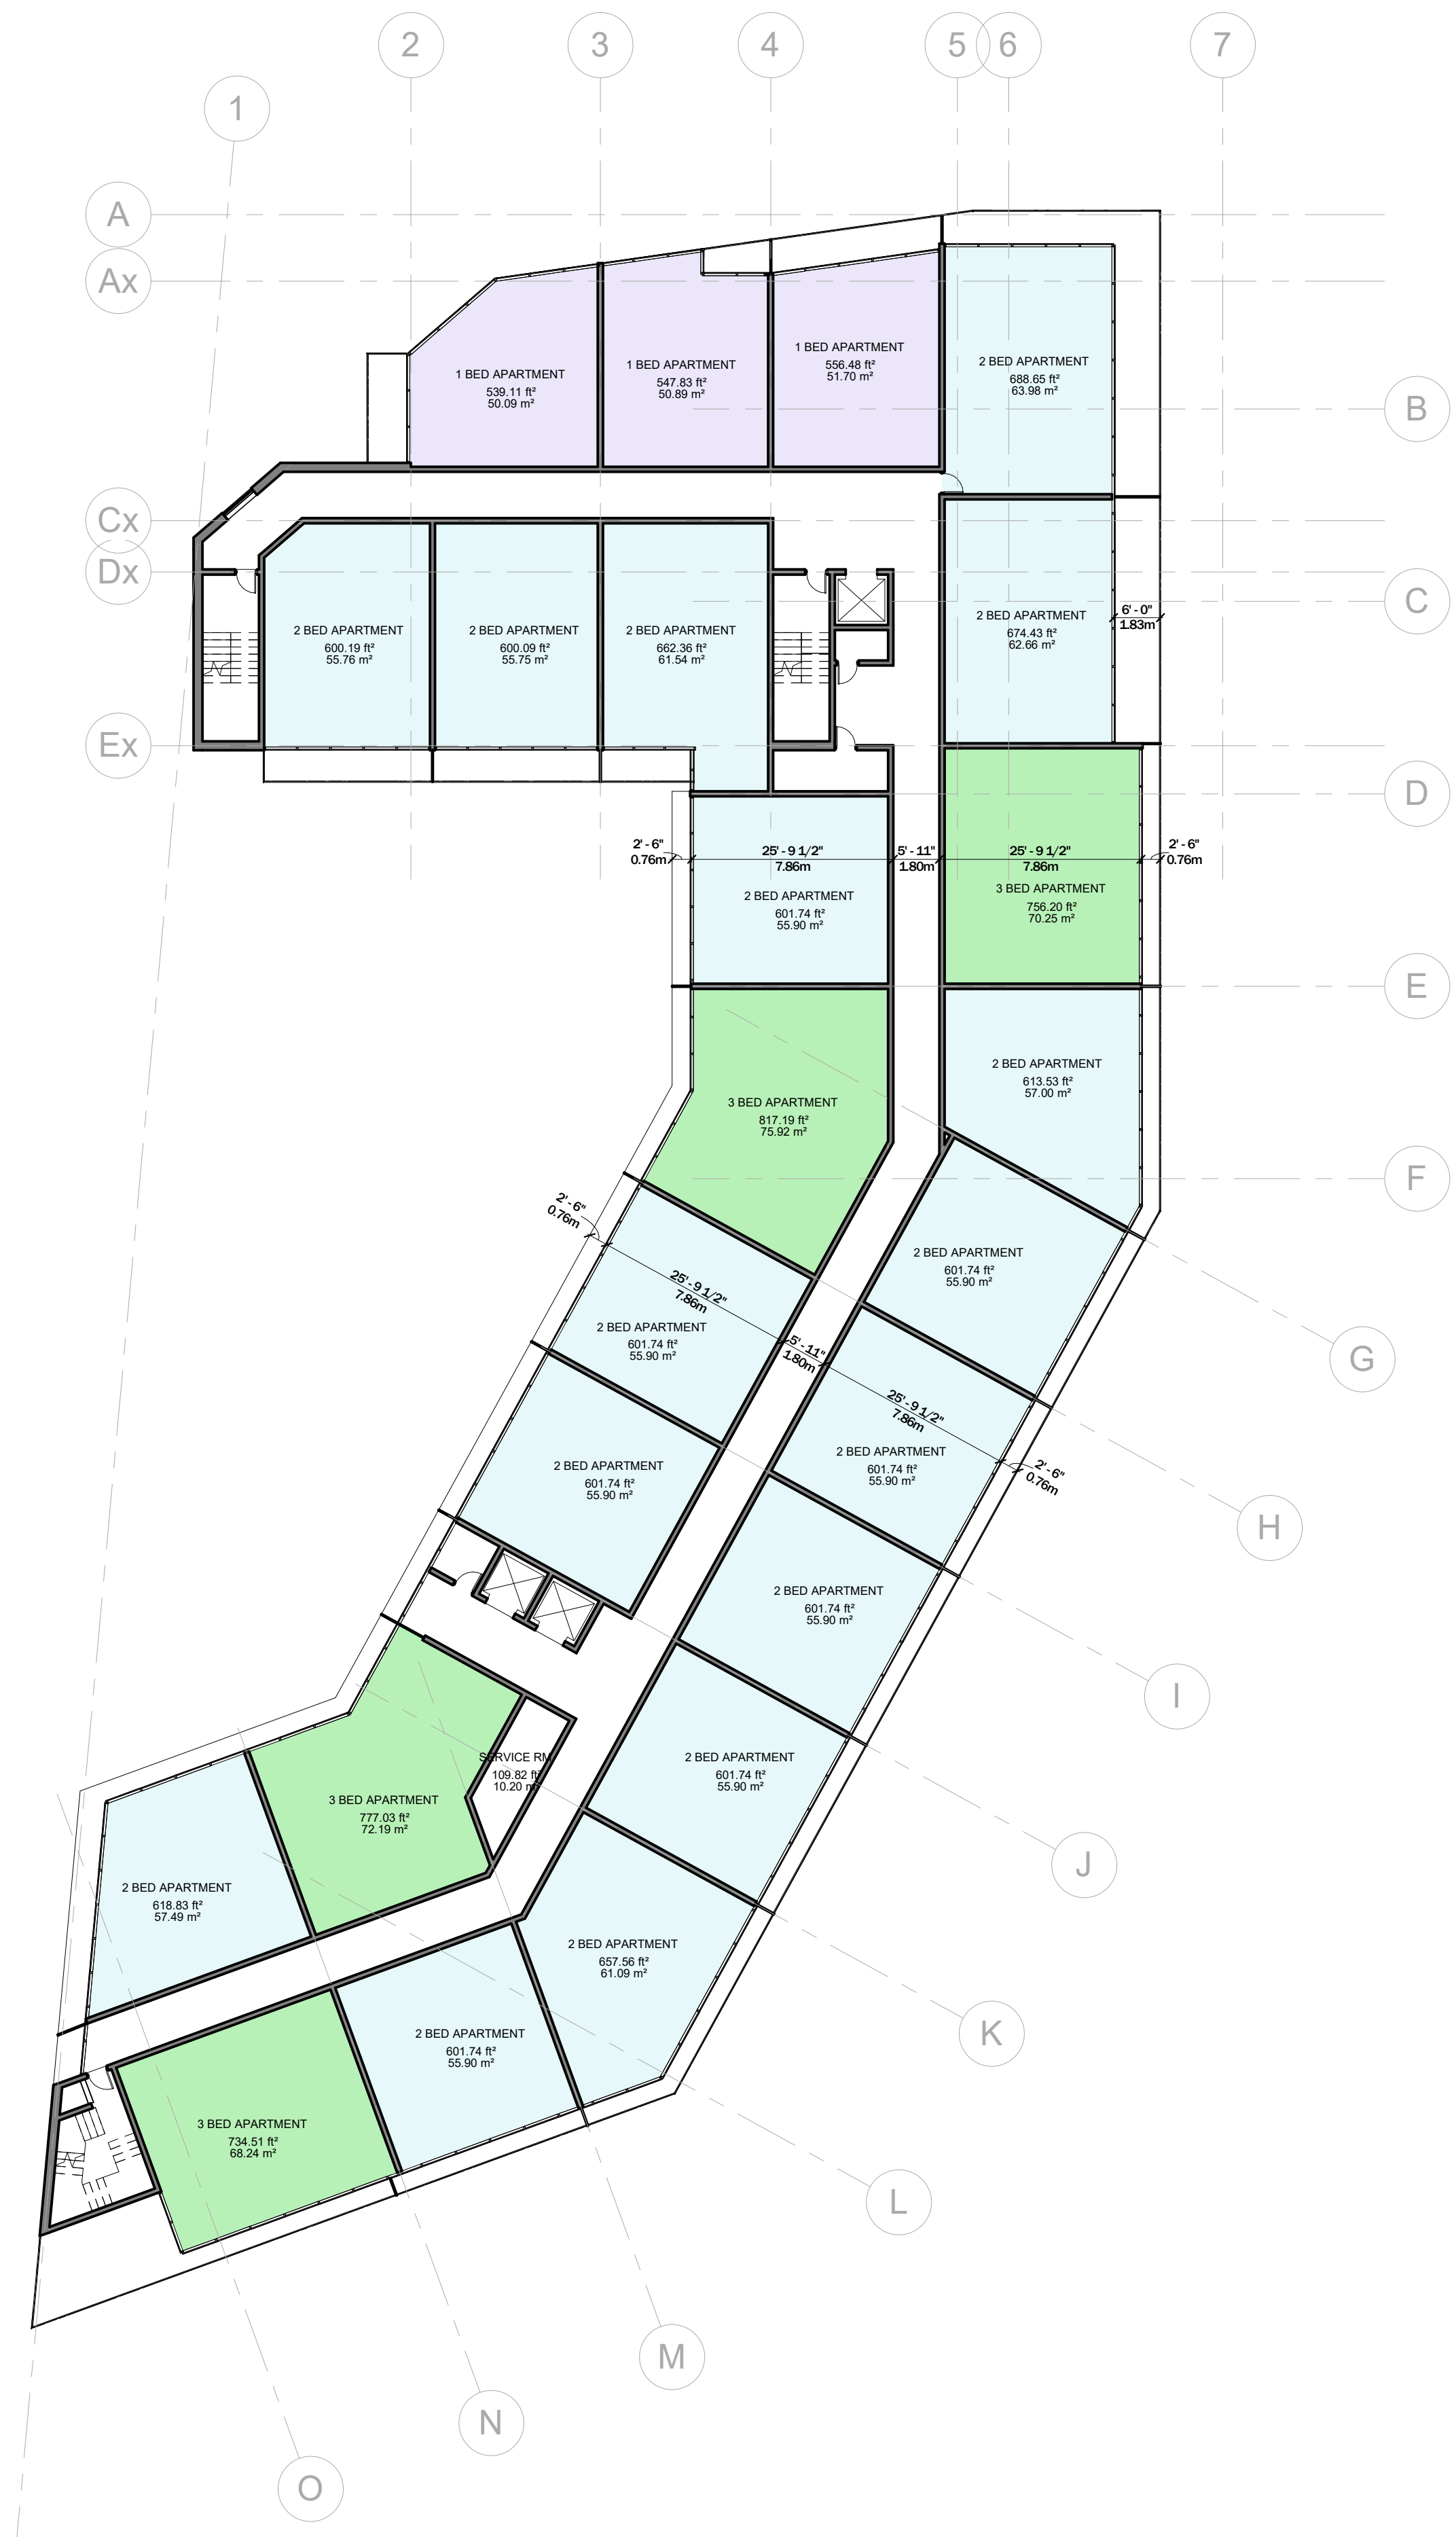 2
3
4
5
6
7
1
A
Ax
1 BED APARTMENT
556.48 ft²
51.70 m²
1 BED APARTMENT
547.83 ft²
50.89 m²
1 BED APARTMENT
539.11 ft²
50.09 m²
2 BED APARTMENT
688.65 ft²
63.98 m²
B
Cx
Dx
C
2 BED APARTMENT
600.19 ft²
55.76 m²
2 BED APARTMENT
600.09 ft²
55.75 m²
2 BED APARTMENT
662.36 ft²
61.54 m²
2 BED APARTMENT
674.43 ft²
62.66 m²
6' - 0"
1.83m
Ex
D
2' - 6"
0.76m
25' - 9 1/2"
7.86m
5' - 11"
1.80m
25' - 9 1/2"
7.86m
2' - 6"
0.76m
2 BED APARTMENT
601.74 ft²
55.90 m²
3 BED APARTMENT
756.20 ft²
70.25 m²
E
2 BED APARTMENT
613.53 ft²
57.00 m²
3 BED APARTMENT
817.19 ft²
75.92 m²
F
2' - 6"
0.76m
2 BED APARTMENT
601.74 ft²
55.90 m²
25' - 9 1/2"
7.86m
2 BED APARTMENT
601.74 ft²
55.90 m²
5' - 11"
1.80m
G
25' - 9 1/2"
7.86m
2 BED APARTMENT
601.74 ft²
55.90 m²
2' - 6"
0.76m
2 BED APARTMENT
601.74 ft²
55.90 m²
H
2 BED APARTMENT
601.74 ft²
55.90 m²
I
SERVICE RM
109.82 ft²
10.20 m²
2 BED APARTMENT
601.74 ft²
55.90 m²
3 BED APARTMENT
777.03 ft²
72.19 m²
J
2 BED APARTMENT
618.83 ft²
57.49 m²
2 BED APARTMENT
657.56 ft²
61.09 m²
K
2 BED APARTMENT
601.74 ft²
55.90 m²
3 BED APARTMENT
734.51 ft²
68.24 m²
L
M
N
O